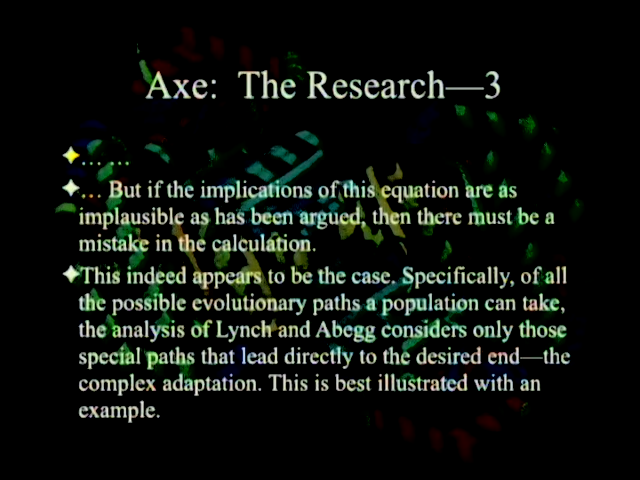 Axe: The Research—3
… …
… But if the implications of this equation are as
implausible as has been argued, then there must be a
mistake in the calculation.
This indeed appears to be the case. Specifically, of all
the possible evolutionary paths a population can take,
the analysis of Lynch and Abegg considers only those
special paths that lead directly to the desired end—the
complex adaptation. This is best illustrated with an
example.